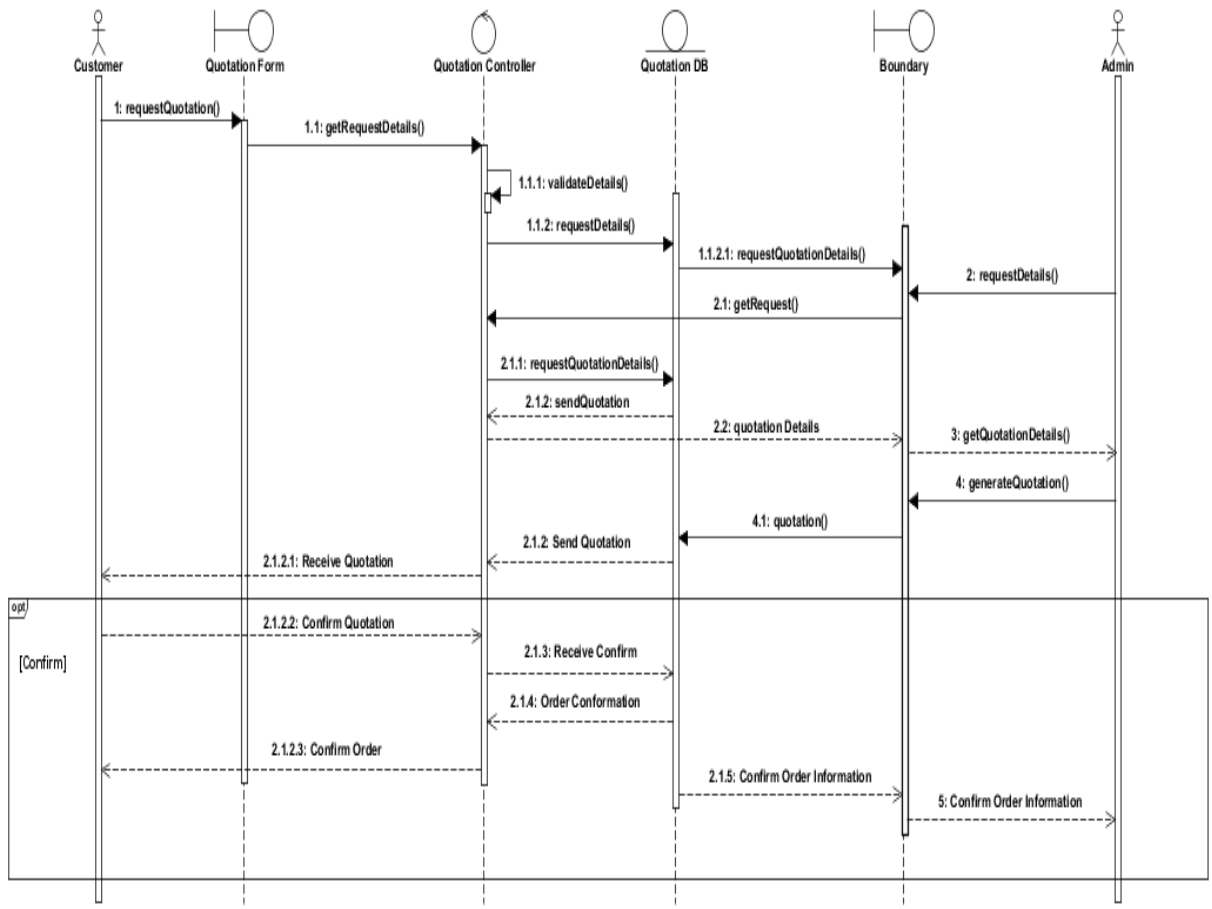 Customer
Quotation Form
Quotation Controller
Quotation DB
Boundary
Admin
1: requestQuotation()
1.1: getRequestDetails()
1.1.1: validateDetails()
1.1.2: requestDetails()
1.1.2.1: requestQuotationDetails()
2: requestDetails()
2.1: getRequest()
2.1.1: requestQuotationDetails()
2.1.2: sendQuotation
2.2: quotation Details
3: getQuotationDetails()
4: generateQuotation()
4.1: quotation()
2.1.2: Send Quotation
2.1.2.1: Receive Quotation
opt
2.1.2.2: Confirm Quotation
[Confirm]
2.1.3: Receive Confirm
2.1.4: Order Conformation
2.1.2.3: Confirm Order
2.1.5: Confirm Order Information
5: Confirm Order Information